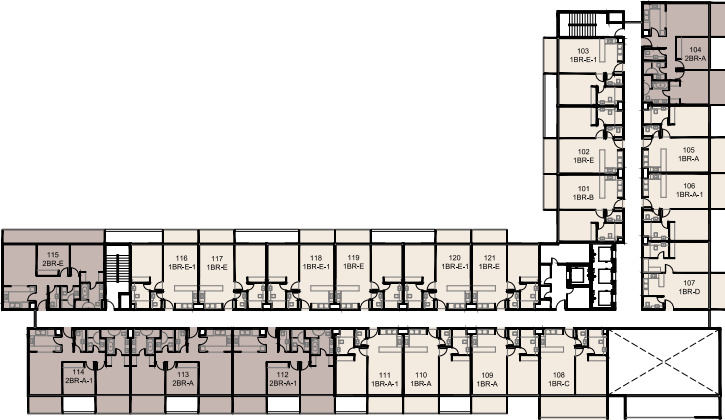 103
1BR-E-1
104
2BR-A
102
1BR-E
105
1BR-A
101
1BR-B
106
1BR-A-1
107
1BR-D
115
2BR-E
116
1BR-E-1
117
1BR-E
118
1BR-E-1
119
1BR-E
120
1BR-E-1
121
1BR-E
114
2BR-A-1
113
2BR-A
112
2BR-A-1
111
1BR-A-1
110
1BR-A
109
1BR-A
108
1BR-C